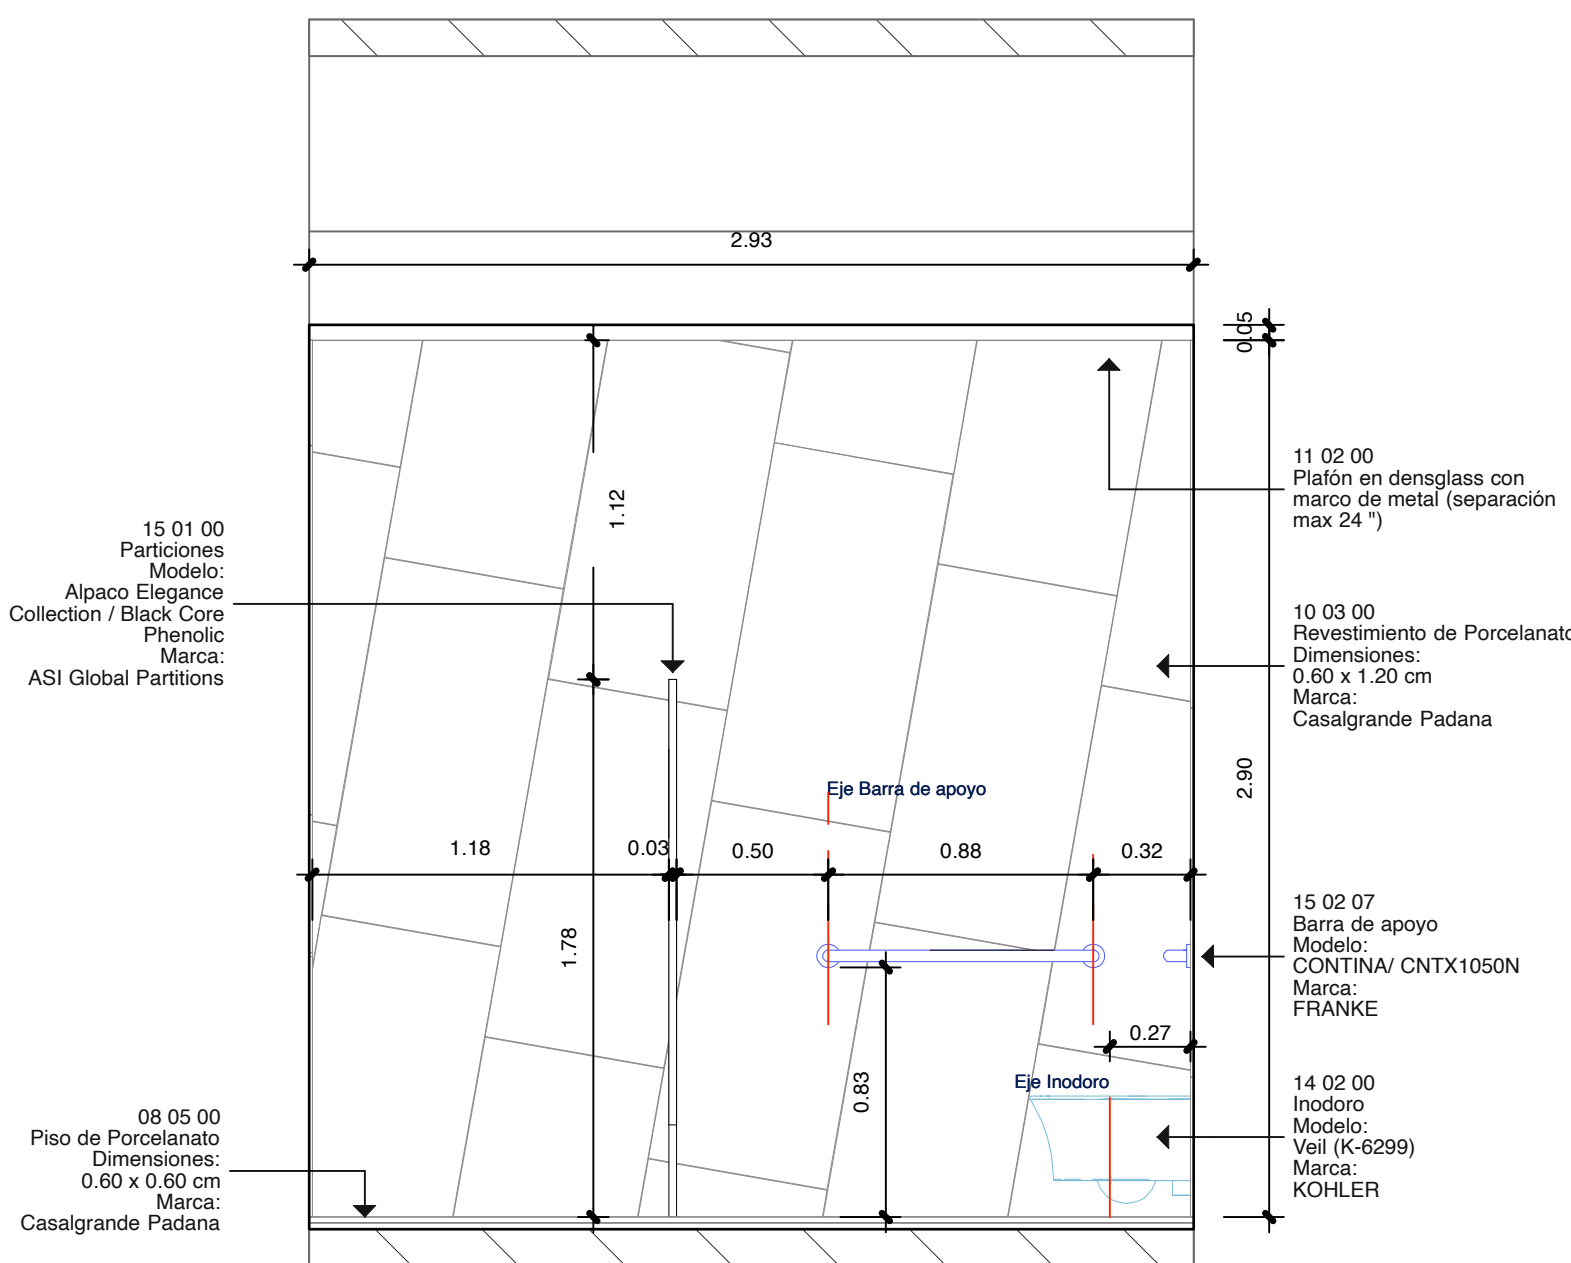 2.93
0.05
1.12
11 02 00
Plafón en densglass con
marco de metal (separación
max 24 ")
15 01 00
Particiones
Modelo:
Alpaco Elegance
Collection / Black Core
Phenolic
Marca:
ASI Global Partitions
10 03 00
Revestimiento de Porcelanato
Dimensiones:
0.60 x 1.20 cm
Marca:
Casalgrande Padana
2.90
Eje Barra de apoyo
1.18
0.03
0.50
0.88
0.32
1.78
15 02 07
Barra de apoyo
Modelo:
CONTINA/ CNTX1050N
Marca:
FRANKE
0.27
0.83
Eje Inodoro
14 02 00
Inodoro
Modelo:
Veil (K-6299)
Marca:
KOHLER
08 05 00
Piso de Porcelanato
Dimensiones:
0.60 x 0.60 cm
Marca:
Casalgrande Padana